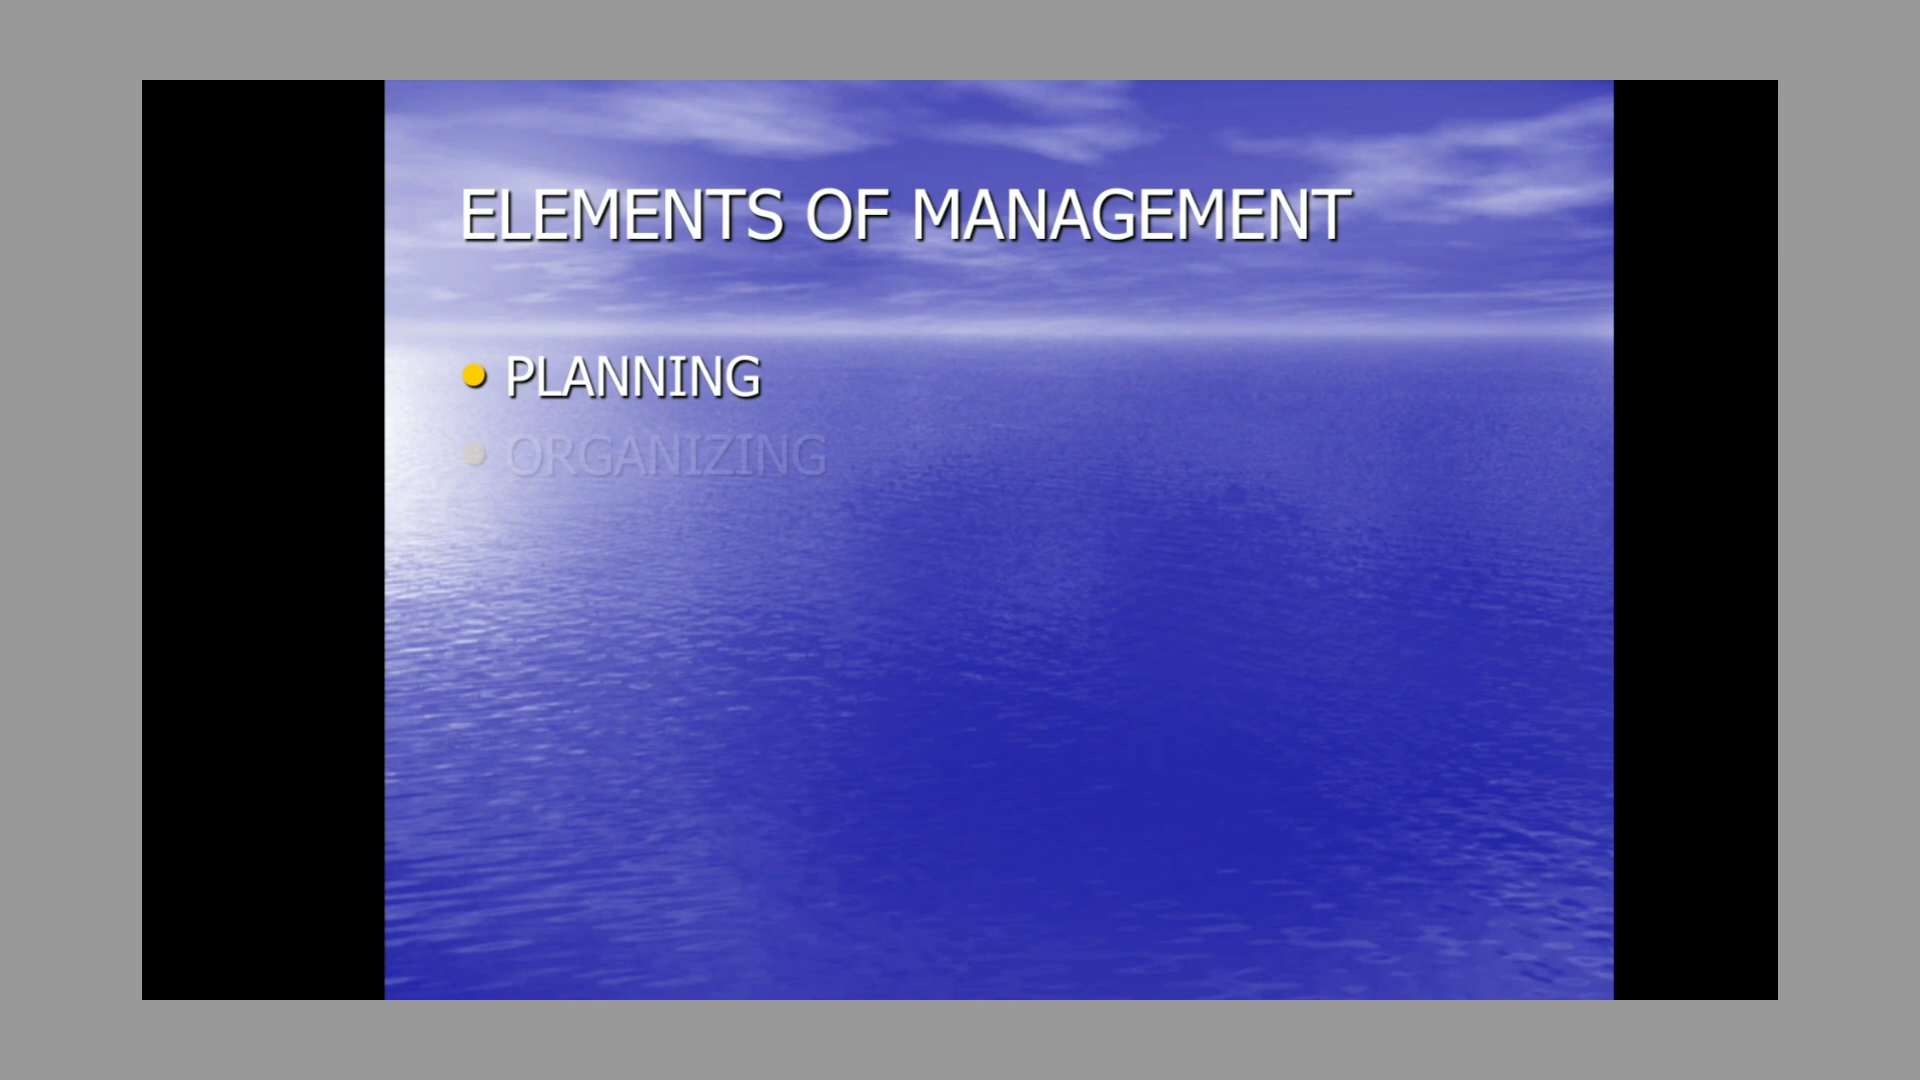 ELEMENTS OF MANAGEMENT
• PLANNING
• ORGANIZING